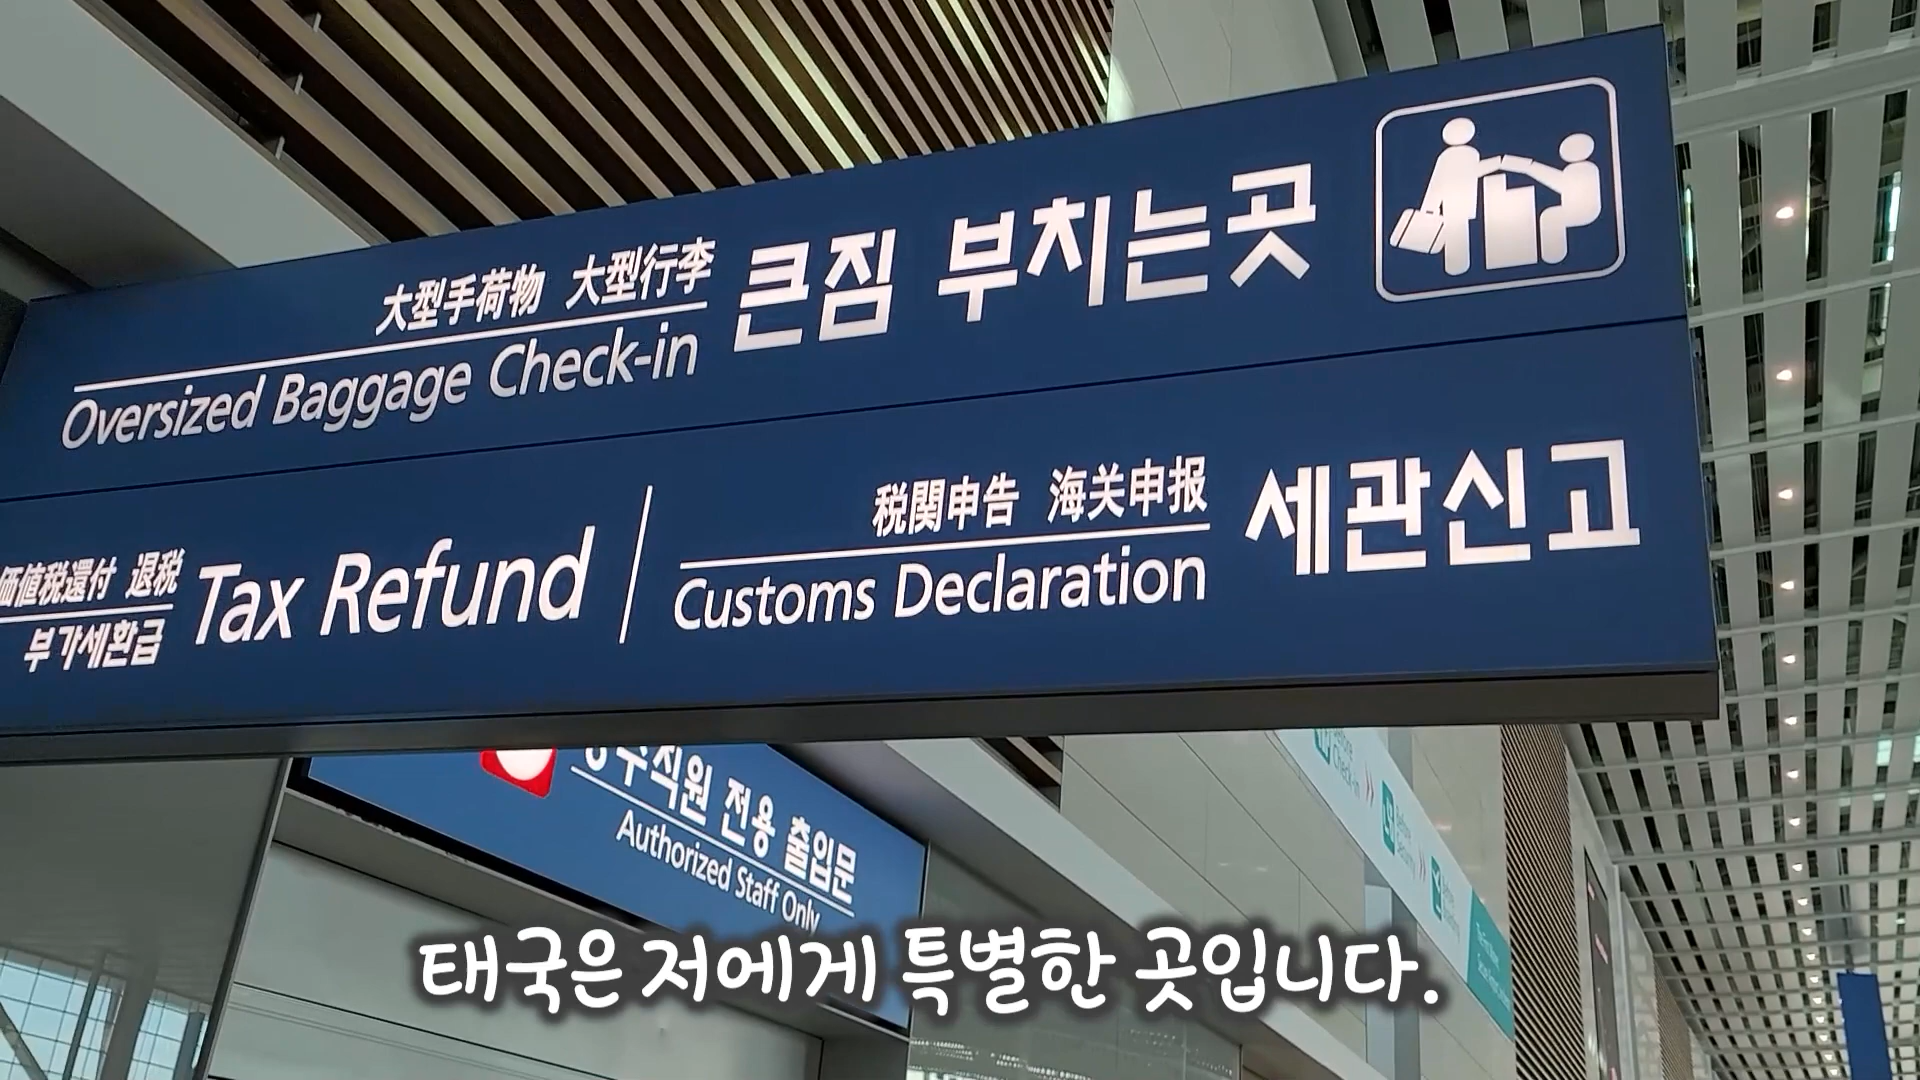 大型手荷物 大型行李
Oversized Baggage Check-in
큰짐 부치는곳
価値税還付 退税
부가세환급
Tax Refund
税関申告 海关申报
Customs Declaration
세관신고
상주직원 전용 출입문
Authorized Staff Only
태국은 저에게 특별한 곳입니다.